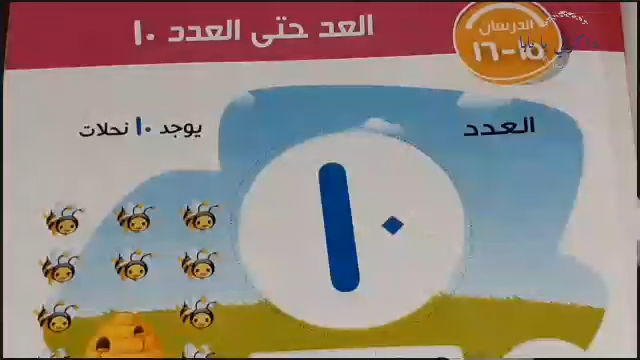 العد حتى العدد ١٠
الدرسان
١٥-١٦
العدد
يوجد ١٠ نحلات
١٠